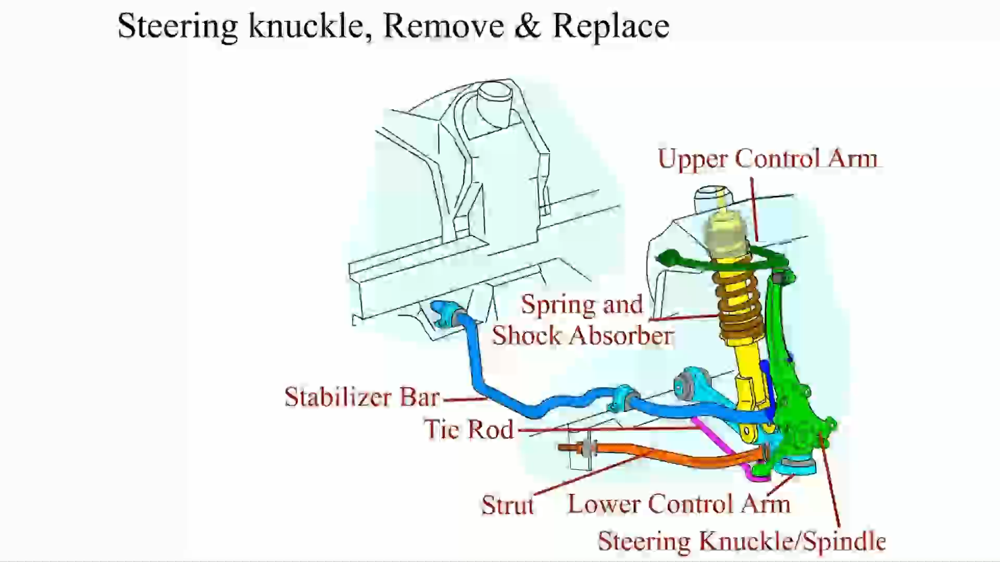 Steering knuckle, Remove & Replace
Upper Control Arm
Spring and
Shock Absorber
Stabilizer Bar
Tie Rod
Strut
Lower Control Arm
Steering Knuckle/Spindle